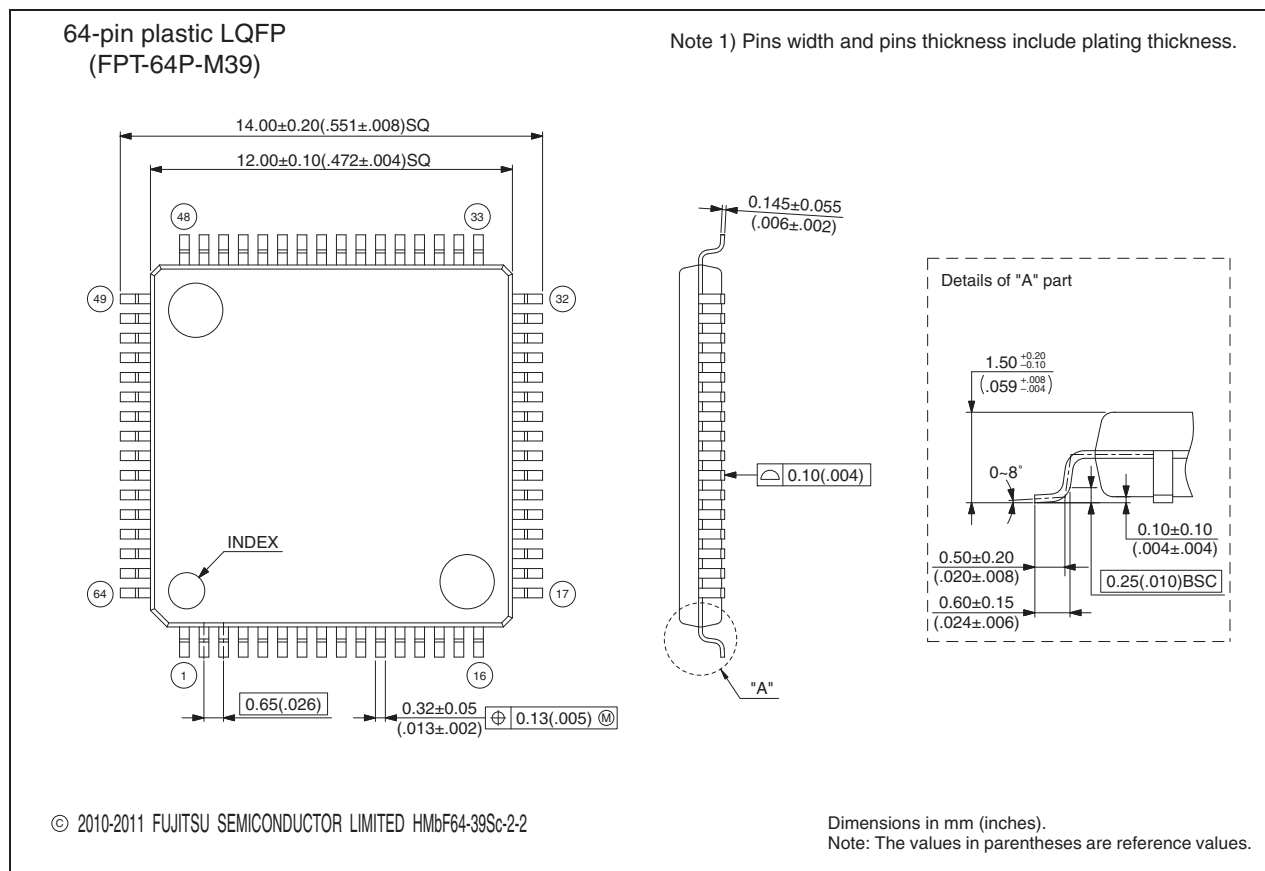 64-pin plastic LQFP
(FPT-64P-M39)
Note 1) Pins width and pins thickness include plating thickness.
14.00±0.20(.551±.008)SQ
12.00±0.10(.472±.004)SQ
48
33
49
32
INDEX
64
17
1
16
0.65(.026)
0.32±0.05
(.013±.002)
⌖ 0.13(.005) Ⓜ
0.145±0.055
(.006±.002)
⌓ 0.10(.004)
"A"
Details of "A" part
1.50 +0.20 −0.10
(.059 +.008 −.004)
0~8°
0.50±0.20
(.020±.008)
0.60±0.15
(.024±.006)
0.10±0.10
(.004±.004)
0.25(.010)BSC
© 2010-2011 FUJITSU SEMICONDUCTOR LIMITED HMbF64-39Sc-2-2
Dimensions in mm (inches).
Note: The values in parentheses are reference values.